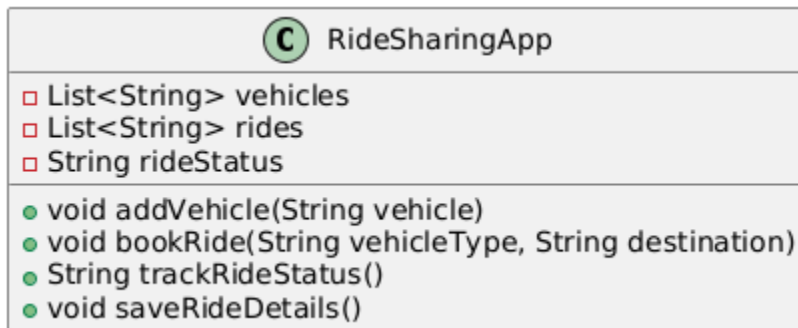 C RideSharingApp
List<String> vehicles
List<String> rides
String rideStatus
void addVehicle(String vehicle)
void bookRide(String vehicleType, String destination)
String trackRideStatus()
void saveRideDetails()